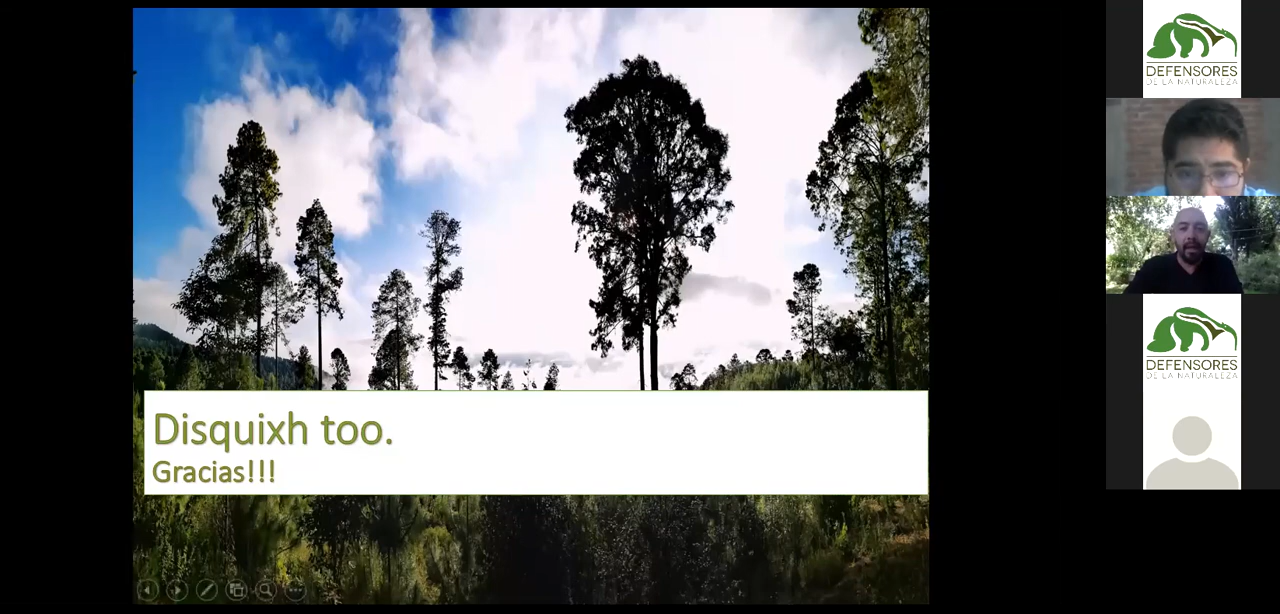 Disquixh too.
Gracias!!!
DEFENSORES
DE LA NATURALEZA
DEFENSORES
DE LA NATURALEZA